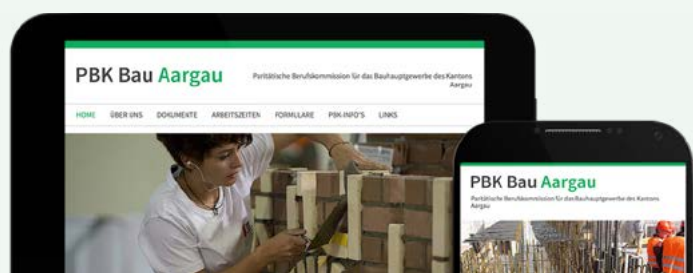 PBK Bau Aargau
Paritätische Berufskommission für das Bauhauptgewerbe des Kantons
Aargau
HOME ÜBER UNS DOKUMENTE ARBEITSZEITEN FORMULARE PBK-INFO'S LINKS
PBK Bau Aargau
Paritätische Berufskommission für das Bauhauptgewerbe des Kantons
Aargau